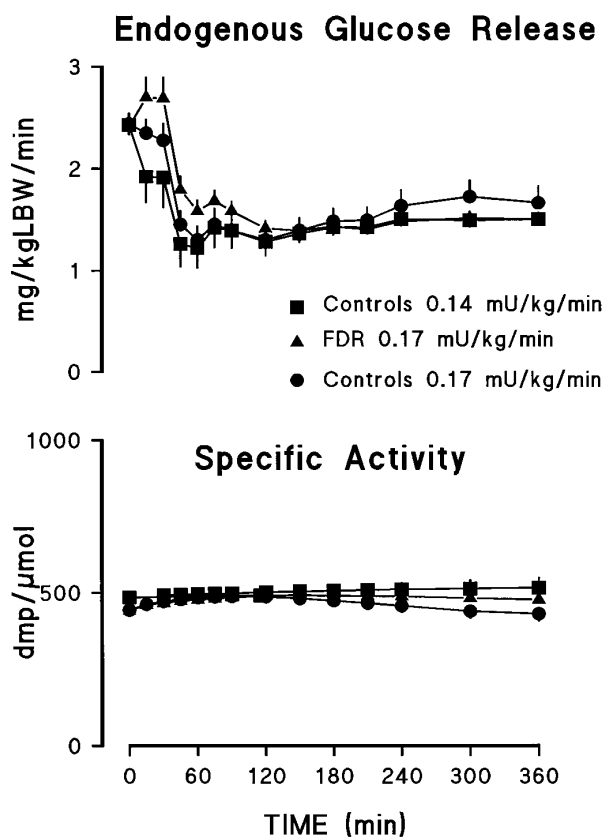 Endogenous Glucose Release
3
2
1
0
mg/kgLBW/min
Controls 0.14 mU/kg/min
FDR 0.17 mU/kg/min
Controls 0.17 mU/kg/min
Specific Activity
1000
500
0
dmp/µmol
0 60 120 180 240 300 360
TIME (min)